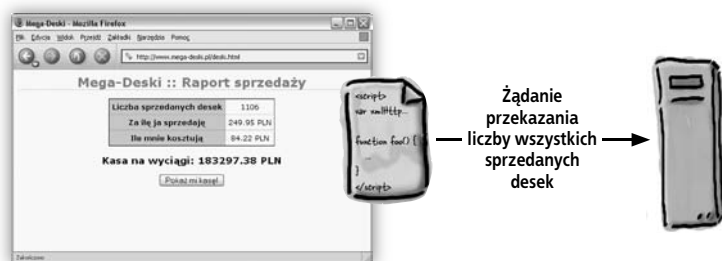 Mega-Deski - Mozilla Firefox
Plik Edycja Widok Przejdź Zakładki Narzędzia Pomoc
http://www.mega-deski.pl/deski.html
Mega-Deski :: Raport sprzedaży
Liczba sprzedanych desek 1106
Za ilę ja sprzedaję 249.95 PLN
Ile mnie kosztują 84.22 PLN
Kasa na wyciągi: 183297.38 PLN
Pokaż mi kasę!
Zakończono
<script>
var xmlHttp...
function foo() {
...
}
</script>
Żądanie
przekazania
liczby wszystkich
sprzedanych
desek